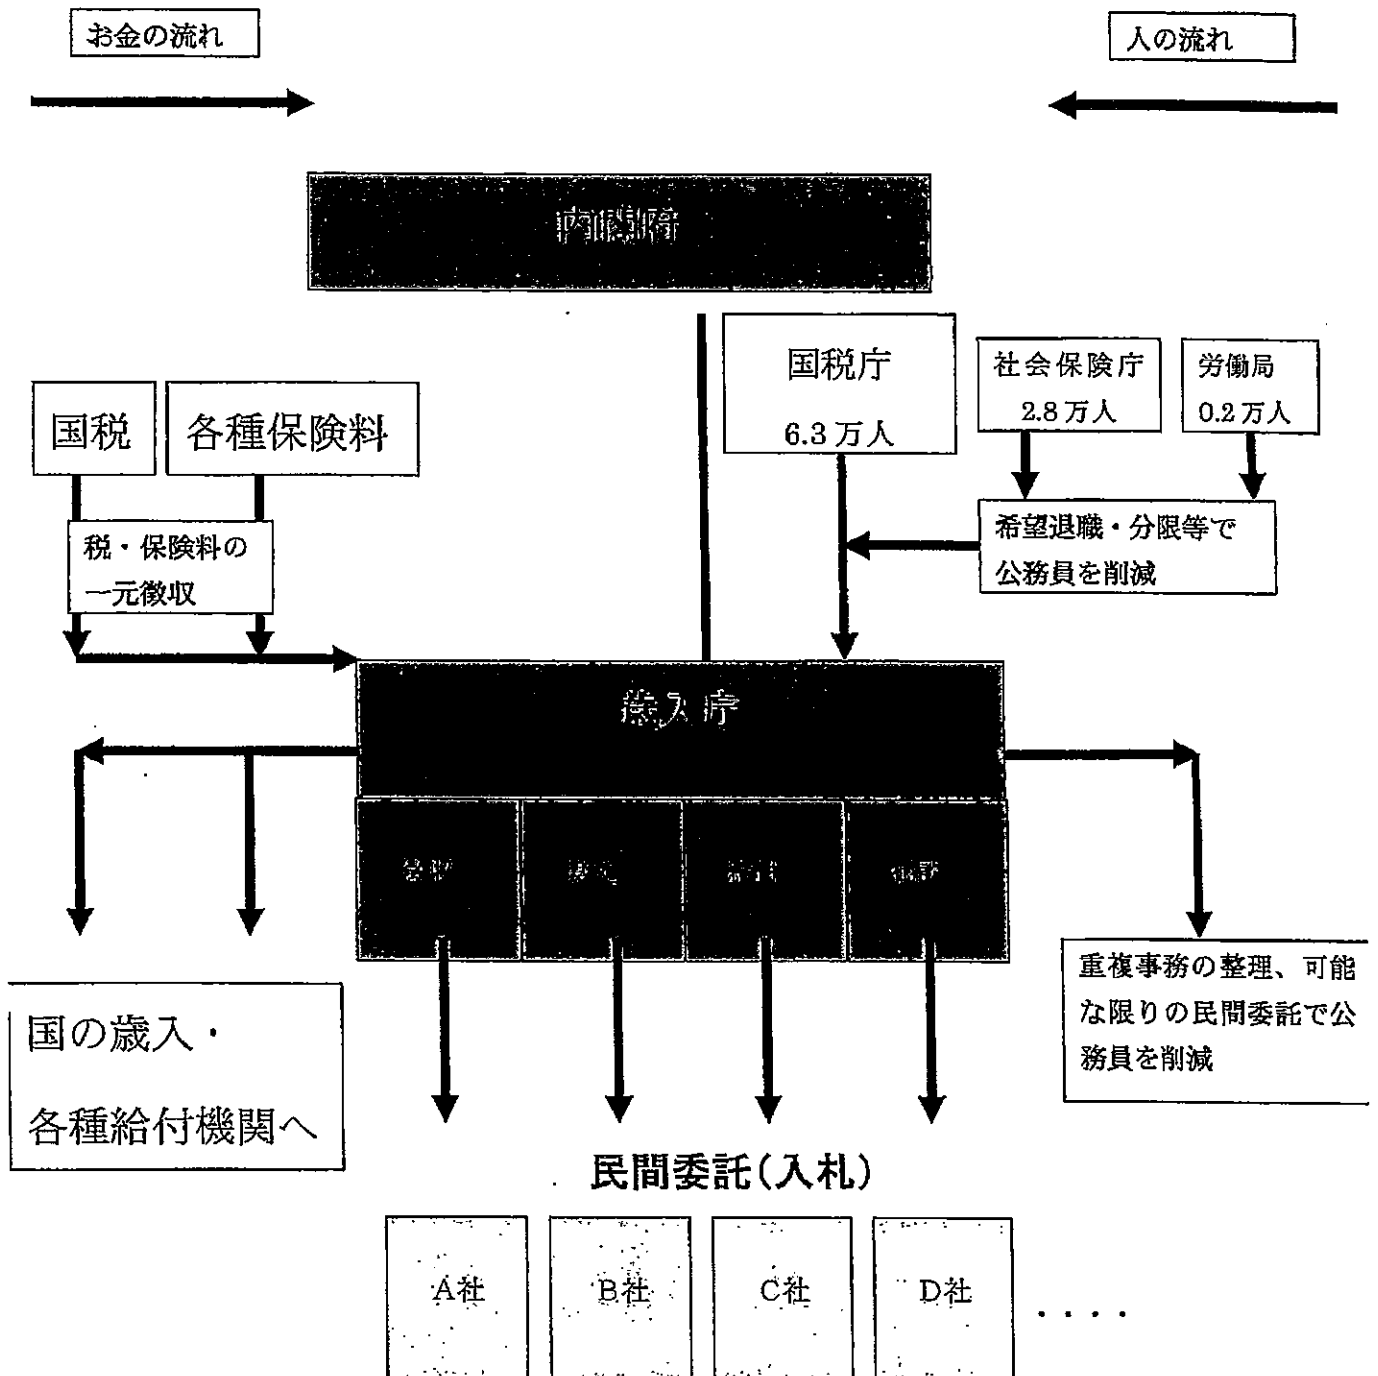 お金の流れ
人の流れ
内閣府
国税庁
6.3 万人
社会保険庁
2.8 万人
労働局
0.2 万人
国税
各種保険料
税・保険料の
一元徴収
希望退職・分限等で
公務員を削減
歳入庁
国の歳入・
各種給付機関へ
重複事務の整理、可能
な限りの民間委託で公
務員を削減
民間委託(入札)
A社
B社
C社
D社
・・・・